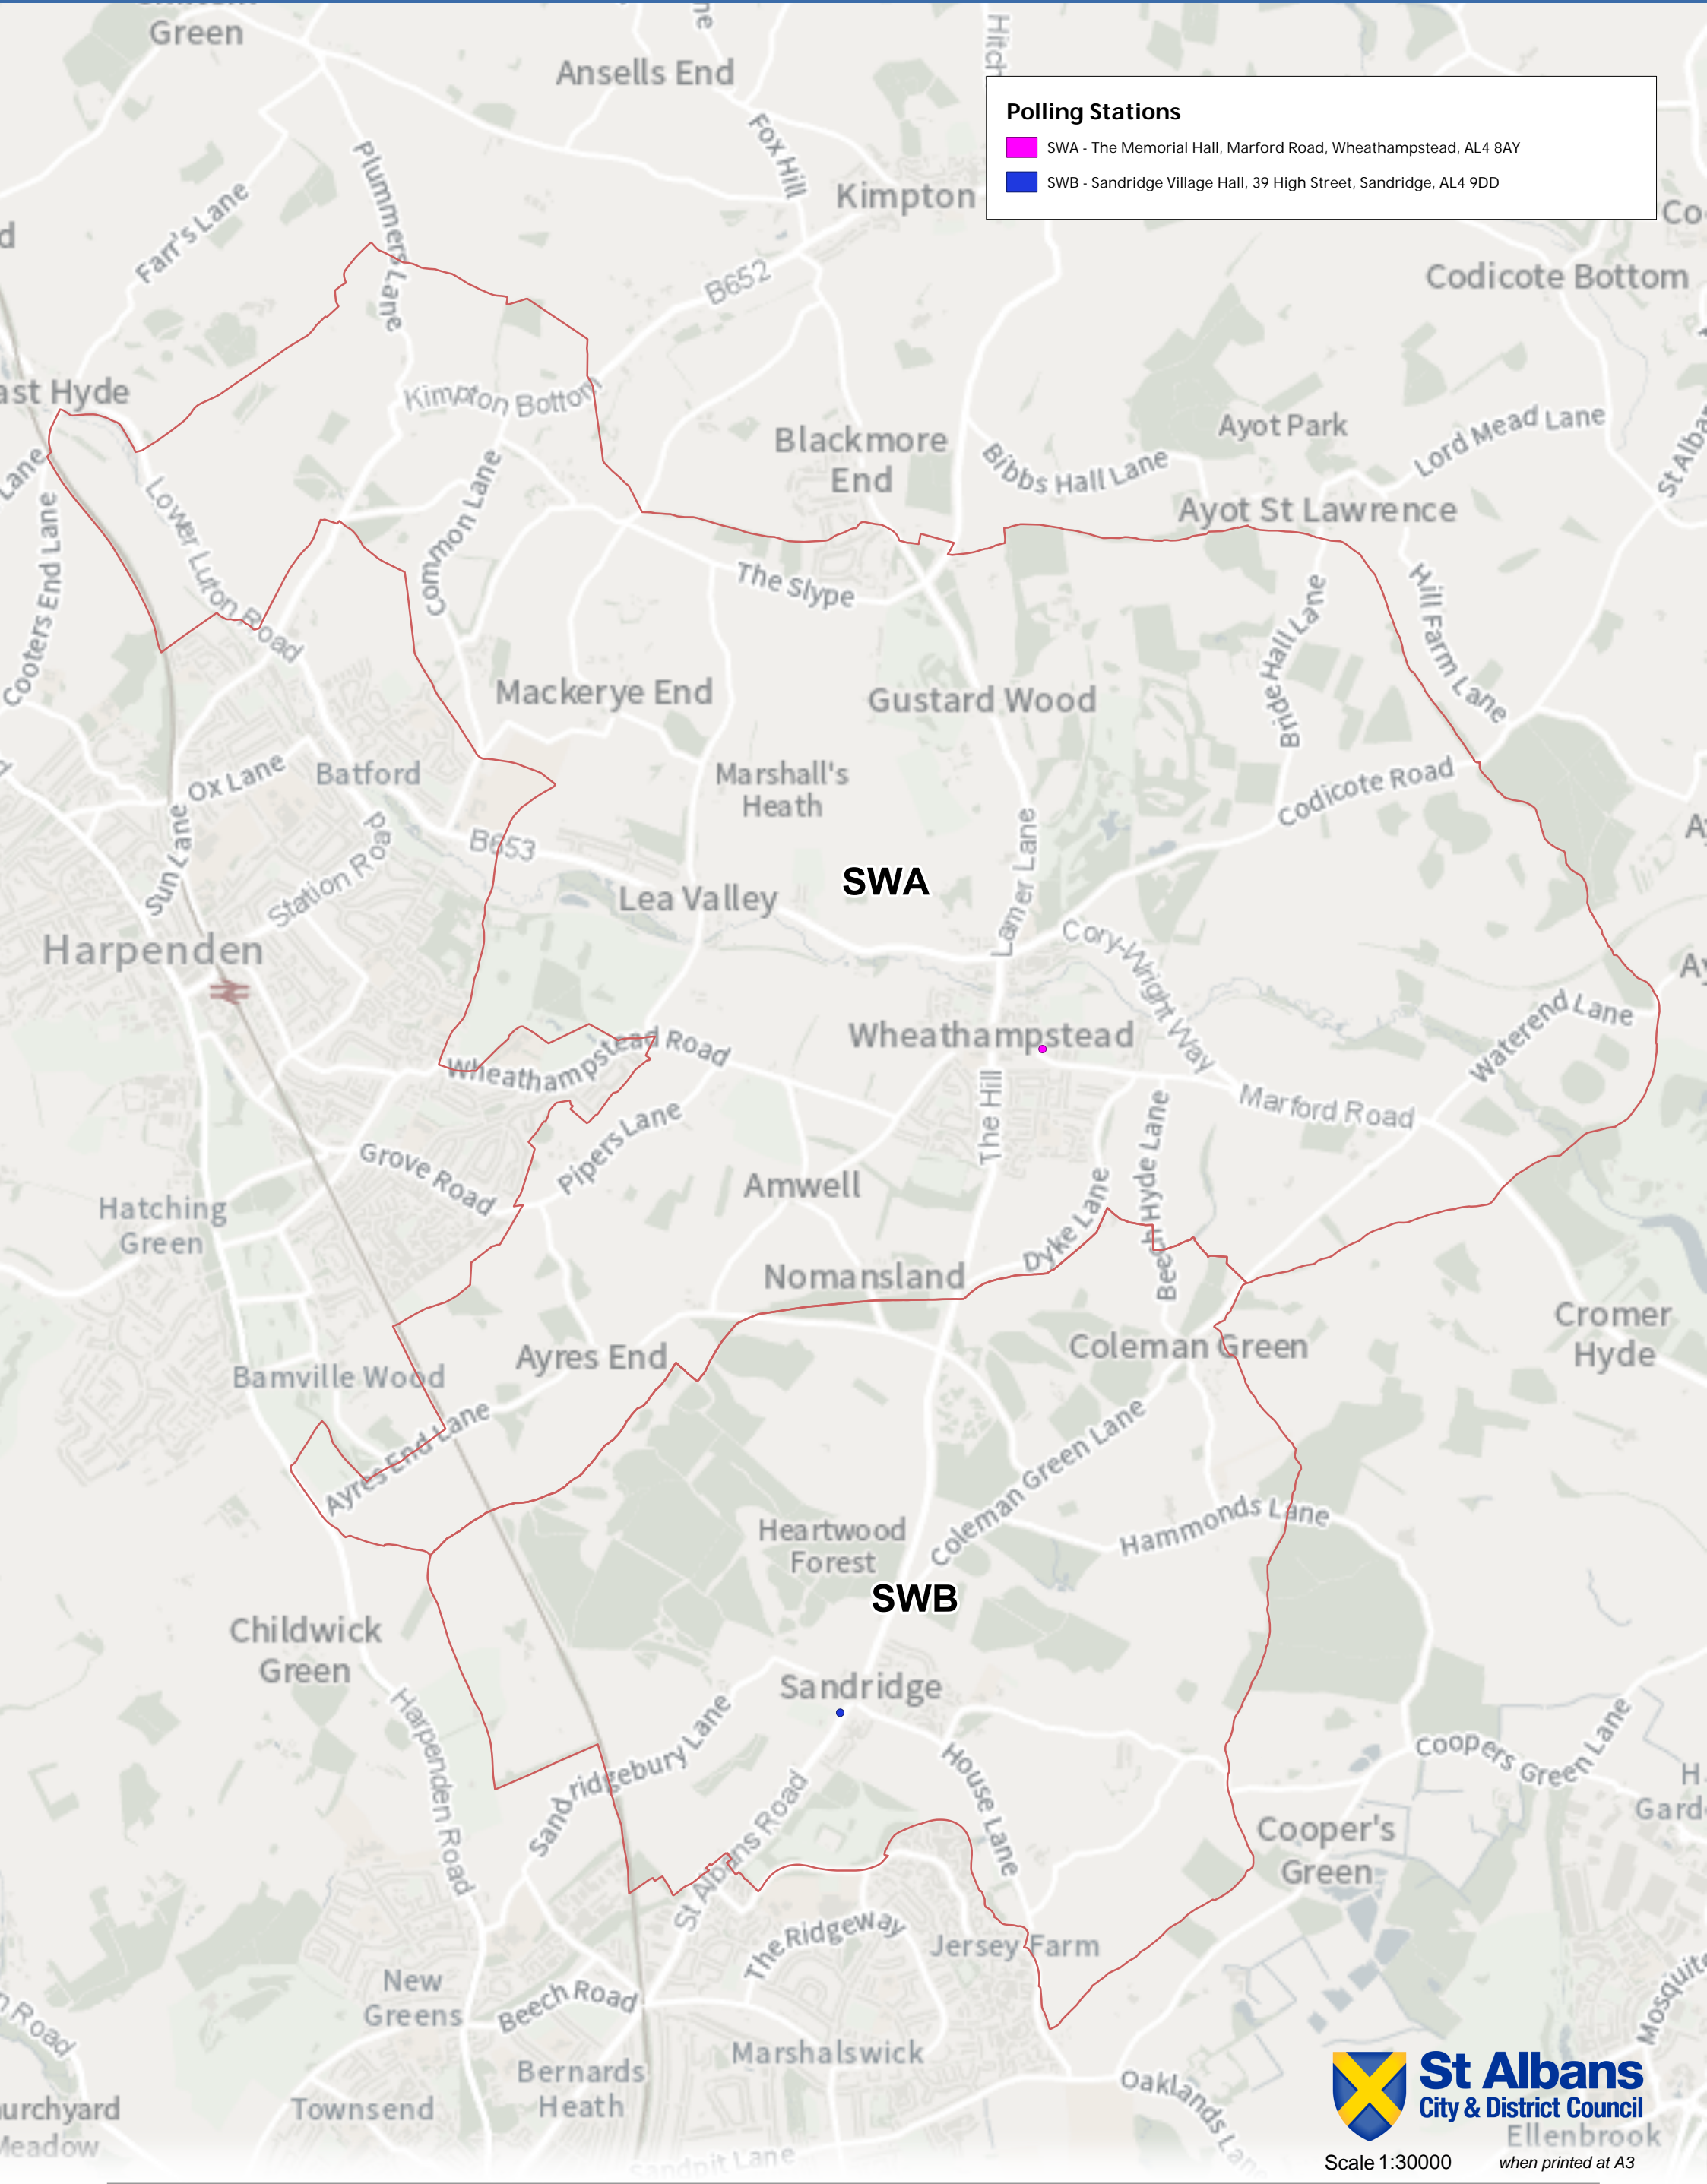 Green
Ansells End
Hitch
Polling Stations
SWA - The Memorial Hall, Marford Road, Wheathampstead, AL4 8AY
SWB - Sandridge Village Hall, 39 High Street, Sandridge, AL4 9DD
Fox Hill
Plummers Lane
Kimpton
Farr's Lane
B652
Codicote Bottom
ast Hyde
Kimpton Bottom
Blackmore
End
Ayot Park
Lord Mead Lane
Bibbs Hall Lane
Ayot St Lawrence
Lane
Cooters End Lane
Lower Luton Road
Common Lane
The Slype
Bride Hall Lane
Hill Farm Lane
Mackerye End
Gustard Wood
Marshall's
Heath
Ox Lane
Batford
Codicote Road
Sun Lane
Station Road
B653
Lea Valley
SWA
Lamer Lane
Cory-Wright Way
Harpenden
Wheathampstead
Wheathampstead Road
Waterend Lane
The Hill
Marford Road
Pipers Lane
Grove Road
Beech Hyde Lane
Hatching
Green
Amwell
Dyke Lane
Nomansland
Cromer
Hyde
Coleman Green
Ayres End
Bamville Wood
Ayres End Lane
Coleman Green Lane
Hammonds Lane
Heartwood
Forest
SWB
Childwick
Green
Sandridge
Harpenden Road
Sandridgebury Lane
House Lane
Coopers Green Lane
St Albans Road
Cooper's
Green
The Ridgeway
Jersey Farm
New
Greens
Beech Road
Marshalswick
Bernards
Heath
Townsend
Oaklands Lane
Sandpit Lane
urchyard
Meadow
St Albans
City & District Council
Ellenbrook
Scale 1:30000
when printed at A3